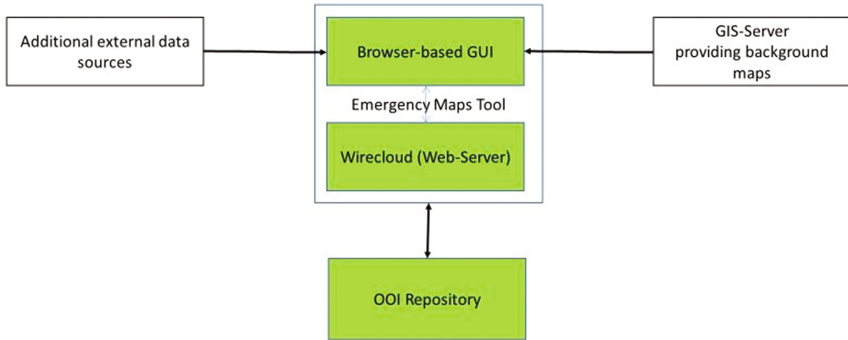 Additional external data
sources
Browser-based GUI
GIS-Server
providing background
maps
Emergency Maps Tool
Wirecloud (Web-Server)
OOI Repository